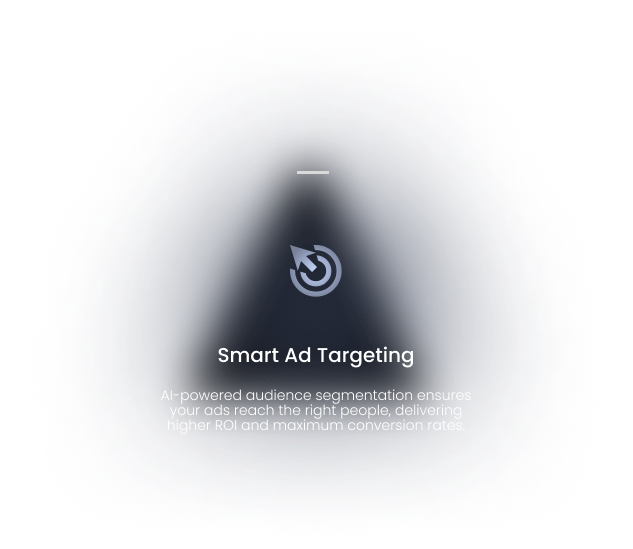 Smart Ad Targeting
AI-powered audience segmentation ensures
your ads reach the right people, delivering
higher ROI and maximum conversion rates.